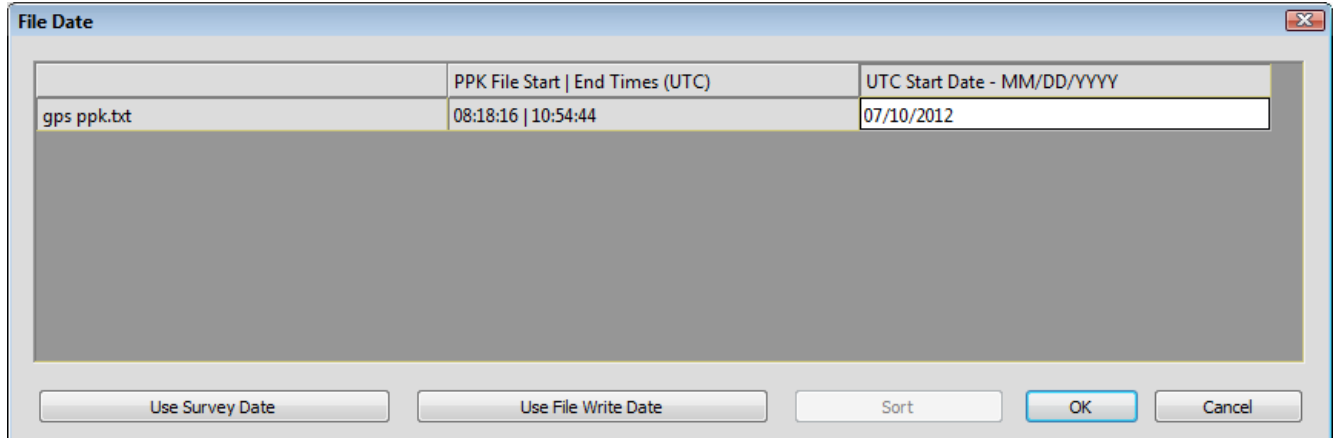 File Date
PPK File Start | End Times (UTC) UTC Start Date - MM/DD/YYYY
gps ppk.txt 08:18:16 | 10:54:44 07/10/2012
Use Survey Date Use File Write Date Sort OK Cancel